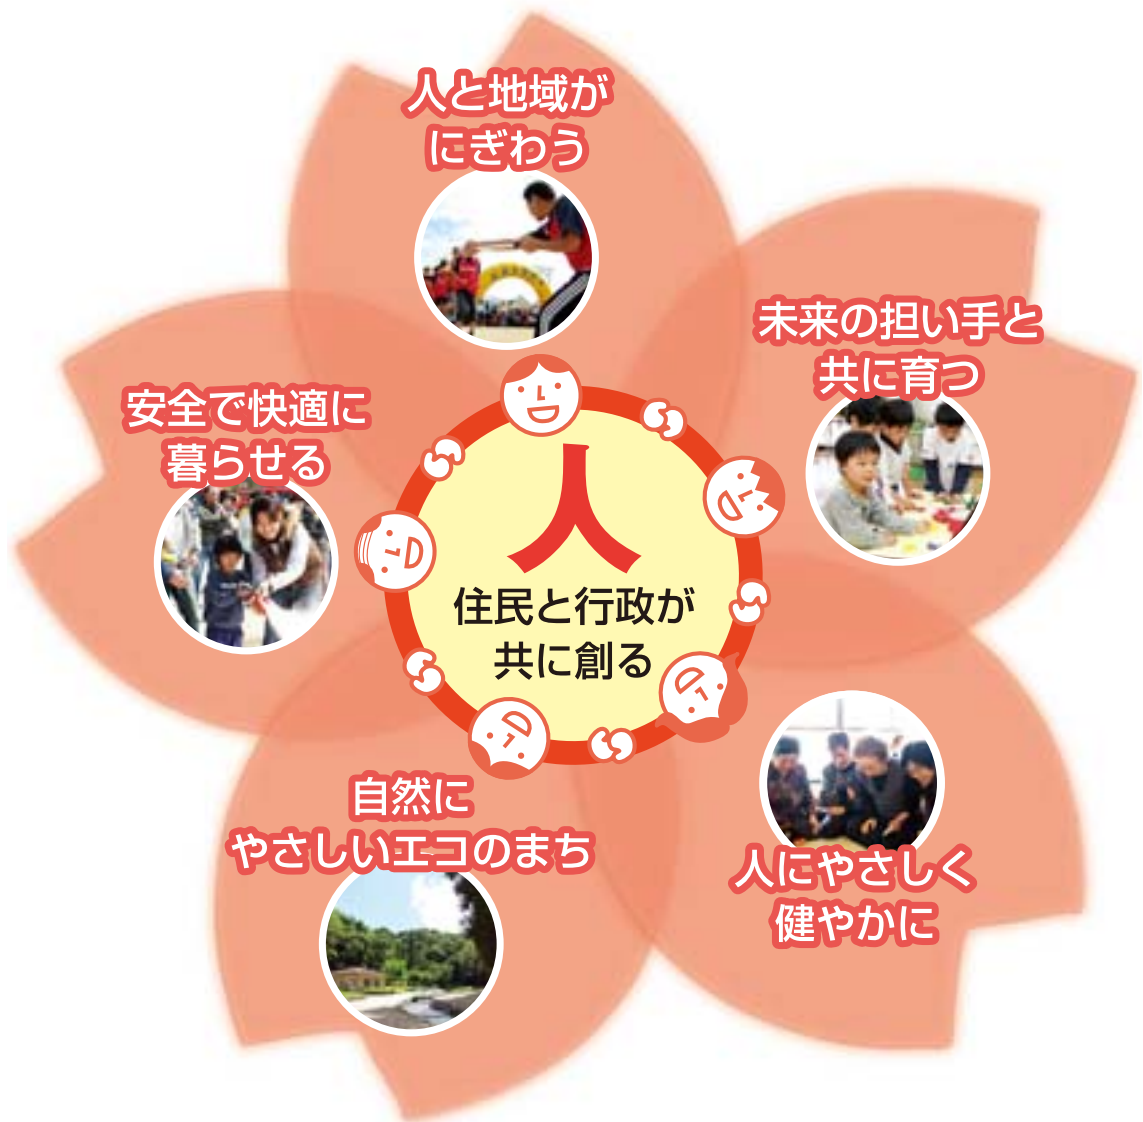 人と地域が
にぎわう
未来の担い手と
共に育つ
安全で快適に
暮らせる
人
住民と行政が
共に創る
自然に
やさしいエコのまち
人にやさしく
健やかに